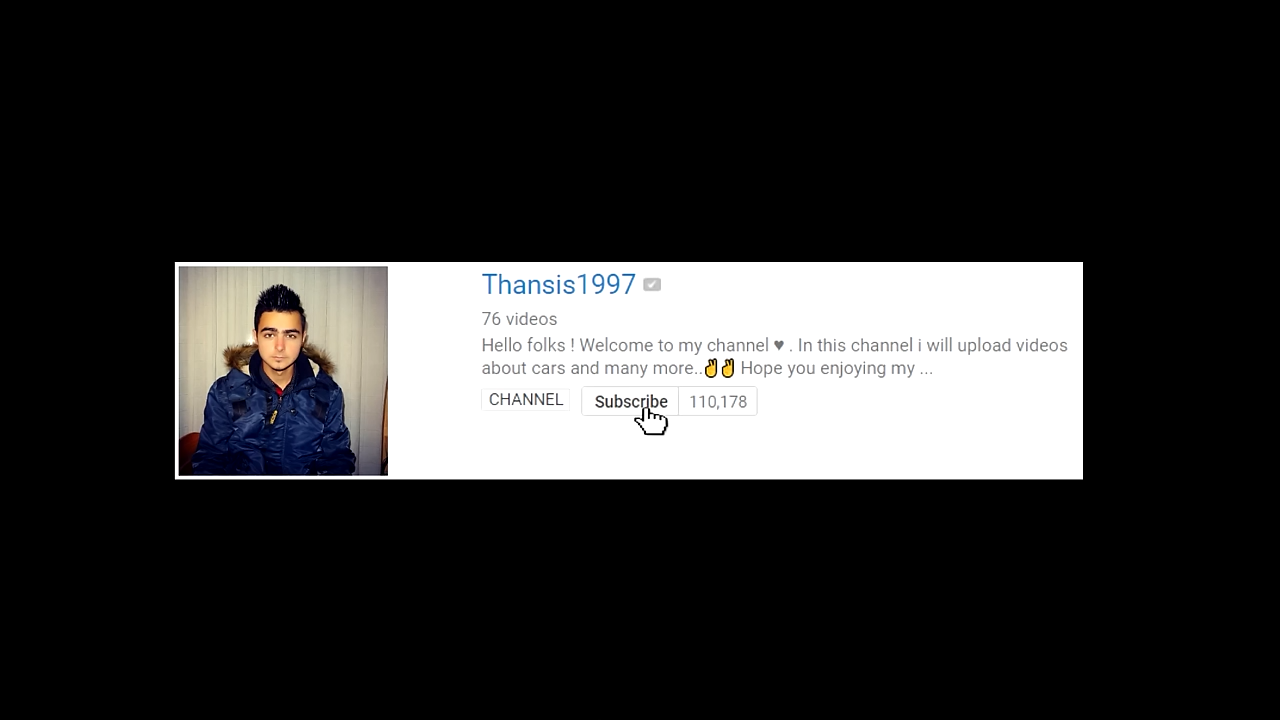 Thansis1997
76 videos
Hello folks ! Welcome to my channel ♥ . In this channel i will upload videos
about cars and many more..✌✌ Hope you enjoying my ...
CHANNEL Subscribe 110,178